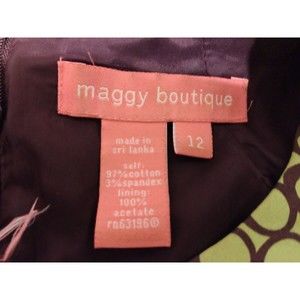 maggy boutique
12
made in
sri lanka
self:
97%cotton
3%spandex
lining:
100%
acetate
rn63196®